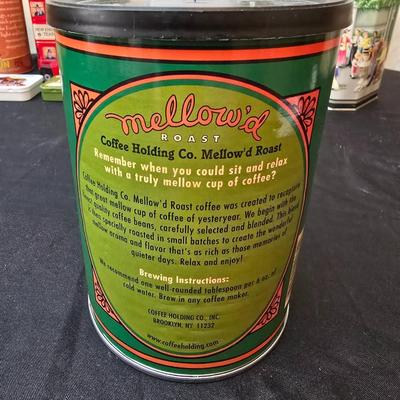 mellow'd
ROAST
Coffee Holding Co. Mellow'd Roast
Remember when you could sit and relax
with a truly mellow cup of coffee?
Coffee Holding Co. Mellow'd Roast coffee was created to recapture
that great mellow cup of coffee of yesteryear. We begin with the
finest quality coffee beans, carefully selected and blended. This blend
is then specially roasted in small batches to create the wonderful
mellow aroma and flavor that's as rich as those memories of
quieter days. Relax and enjoy!
Brewing Instructions:
We recommend one well-rounded tablespoon per 6 oz. of
cold water. Brew in any coffee maker.
COFFEE HOLDING CO., INC.
BROOKLYN, NY 11232
www.coffeeholding.com